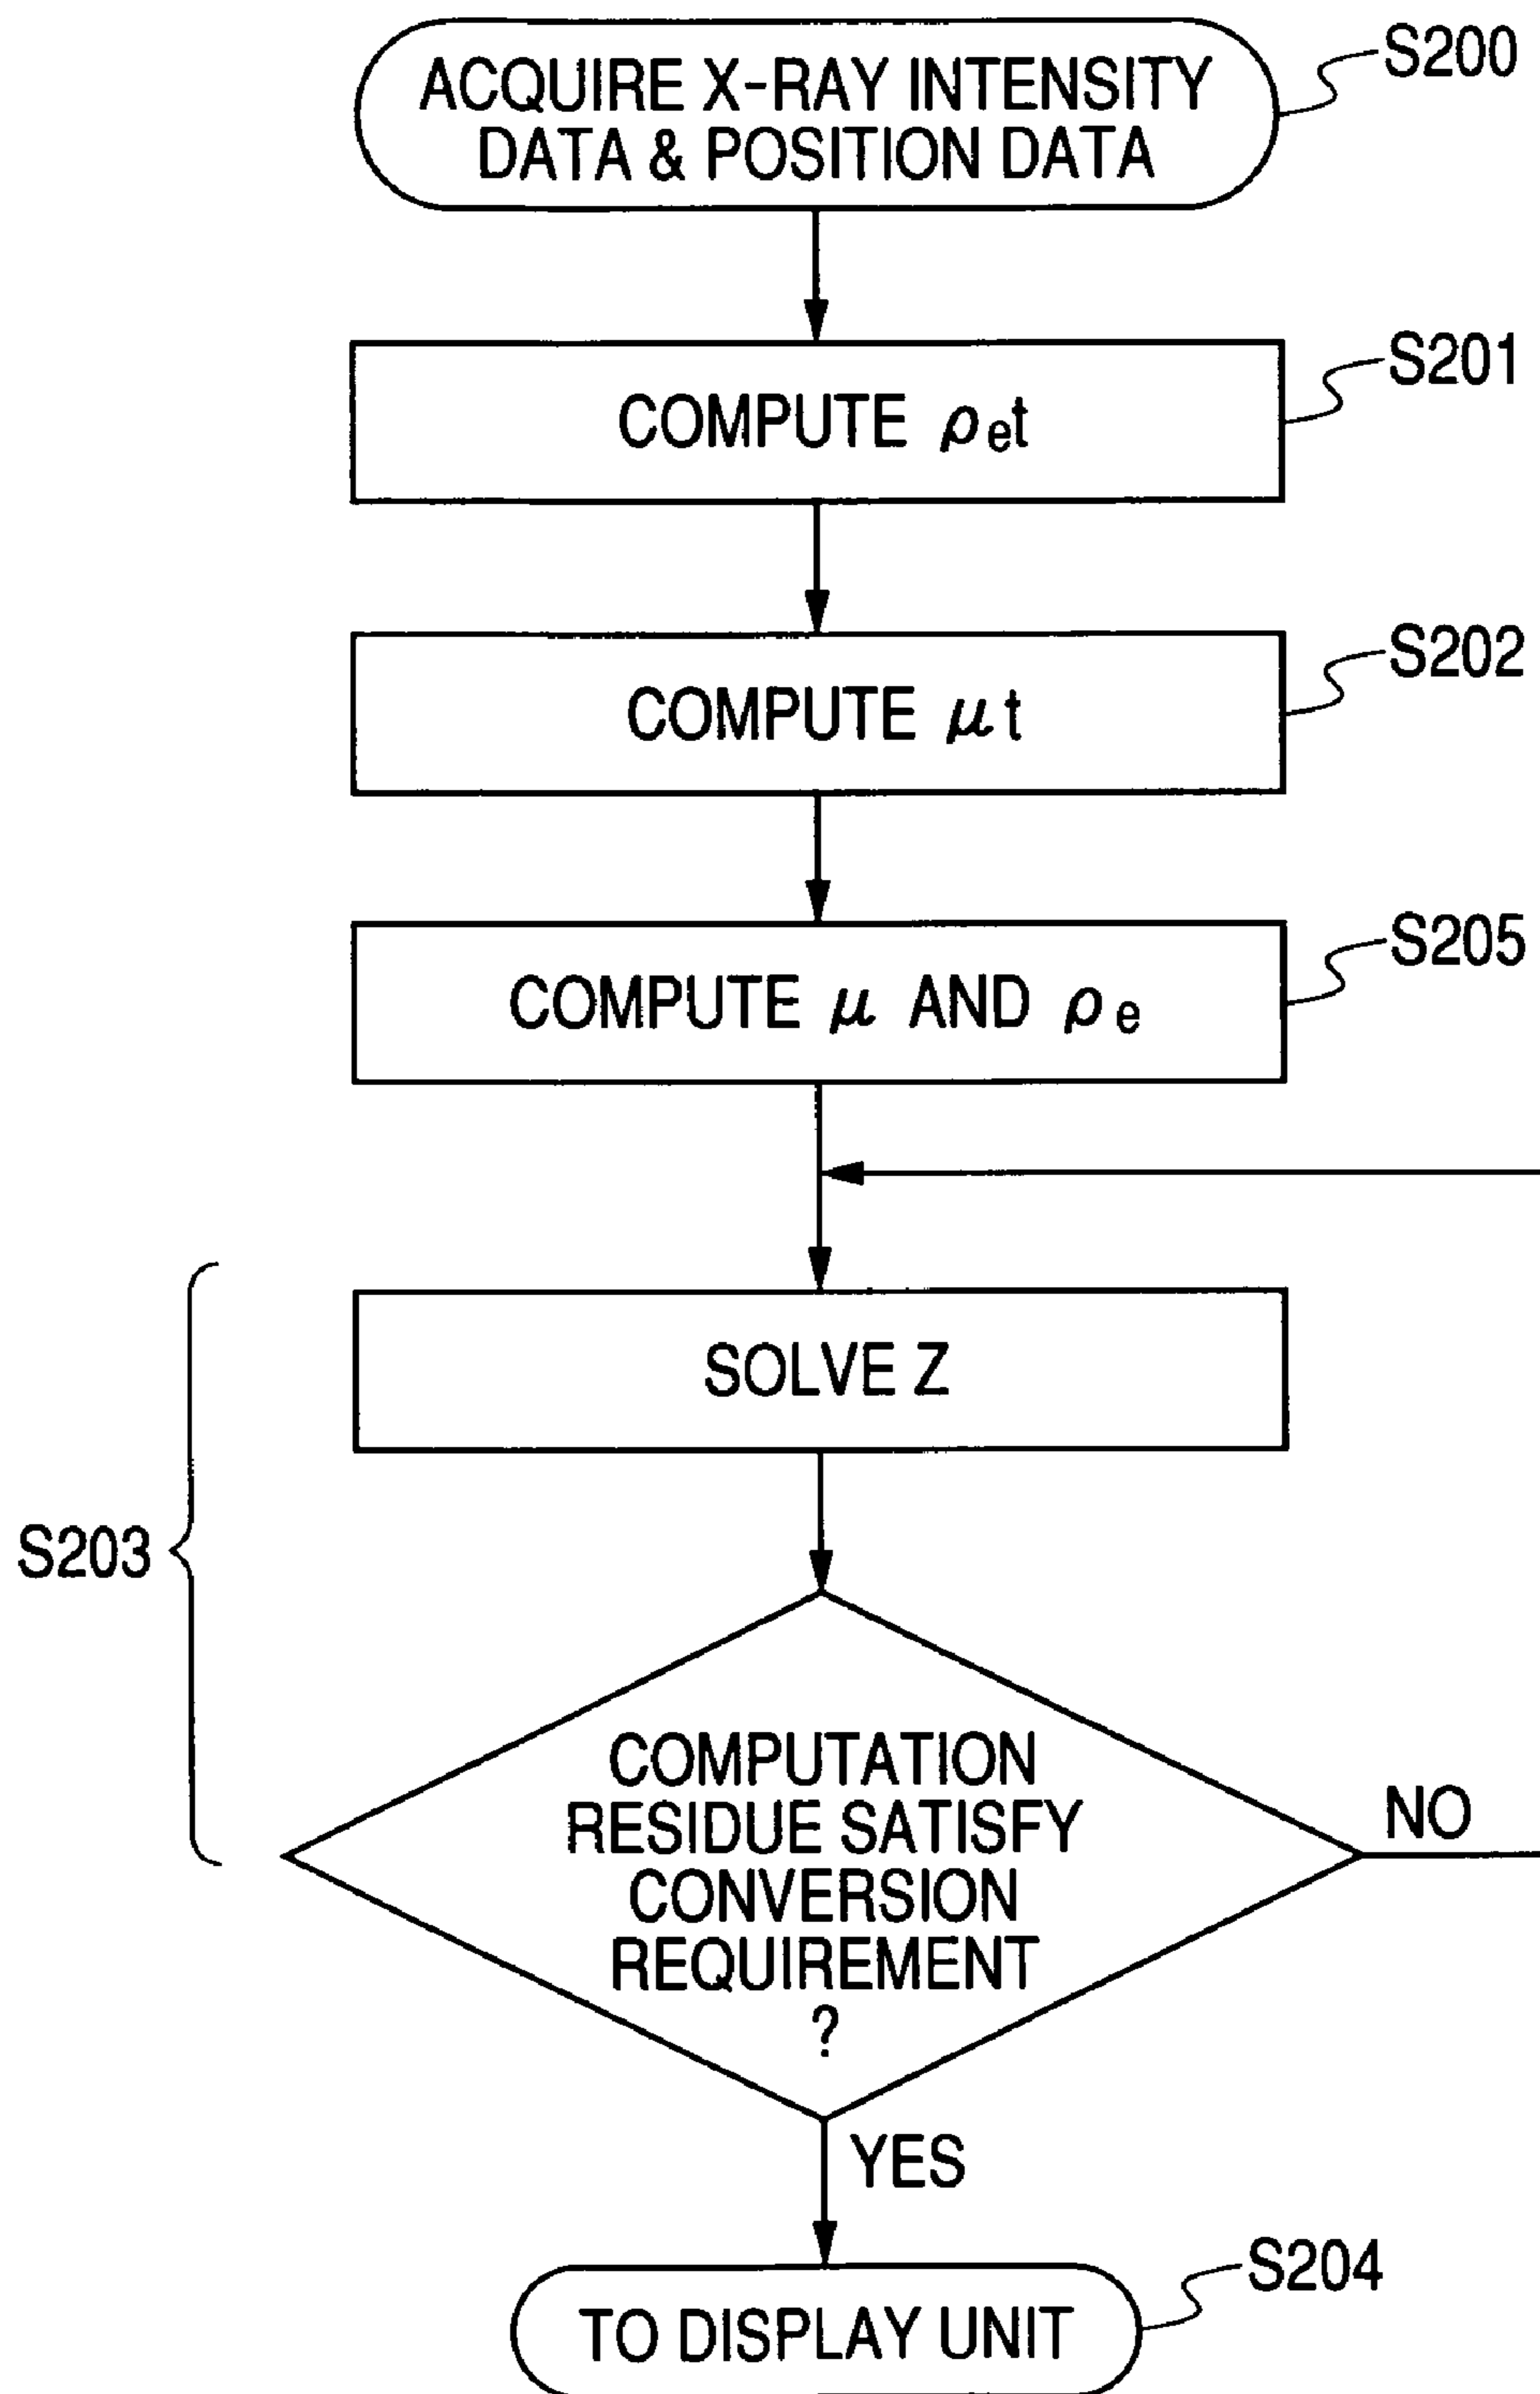 ACQUIRE X-RAY INTENSITY
DATA & POSITION DATA
S200
COMPUTE ρet
S201
COMPUTE μt
S202
COMPUTE μ AND ρe
S205
SOLVE Z
S203
COMPUTATION
RESIDUE SATISFY
CONVERSION
REQUIREMENT
?
NO
YES
TO DISPLAY UNIT
S204